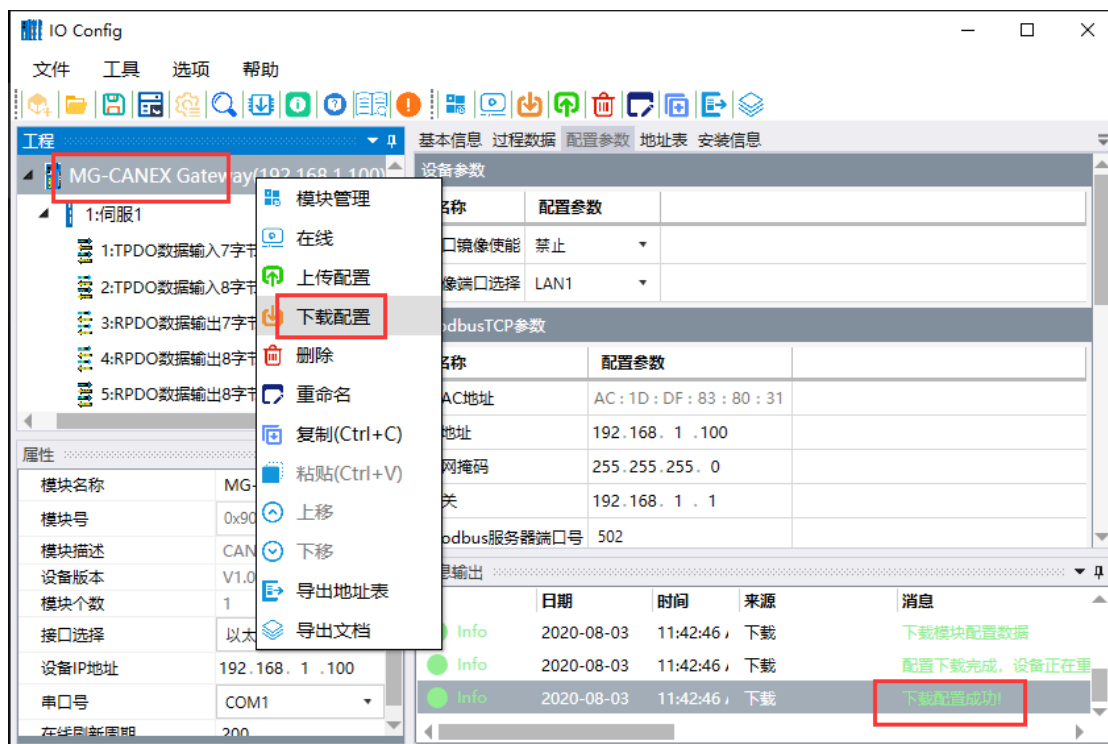 IO Config
文件 工具 选项 帮助
工程
MG-CANEX Gateway(192.168.1.100)
1:伺服1
1:TPDO数据输入7字节
2:TPDO数据输入8字节
3:RPDO数据输出7字节
4:RPDO数据输出8字节
5:RPDO数据输出8字节
模块管理
在线
上传配置
下载配置
删除
重命名
复制(Ctrl+C)
粘贴(Ctrl+V)
上移
下移
导出地址表
导出文档
属性
模块名称 MG-
模块号 0x90
模块描述 CAN
设备版本 V1.0
模块个数 1
接口选择 以太
设备IP地址 192.168. 1 .100
串口号 COM1
在线刷新周期 200
基本信息 过程数据 配置参数 地址表 安装信息
设备参数
名称 配置参数
口镜像使能 禁止
像端口选择 LAN1
odbusTCP参数
名称 配置参数
AC地址 AC : 1D : DF : 83 : 80 : 31
地址 192.168. 1 .100
网掩码 255.255.255. 0
关 192.168. 1 . 1
odbus服务器端口号 502
息输出
日期 时间 来源 消息
Info 2020-08-03 11:42:46 下载 下载模块配置数据
Info 2020-08-03 11:42:46 下载 配置下载完成，设备正在重
Info 2020-08-03 11:42:46 下载 下载配置成功!